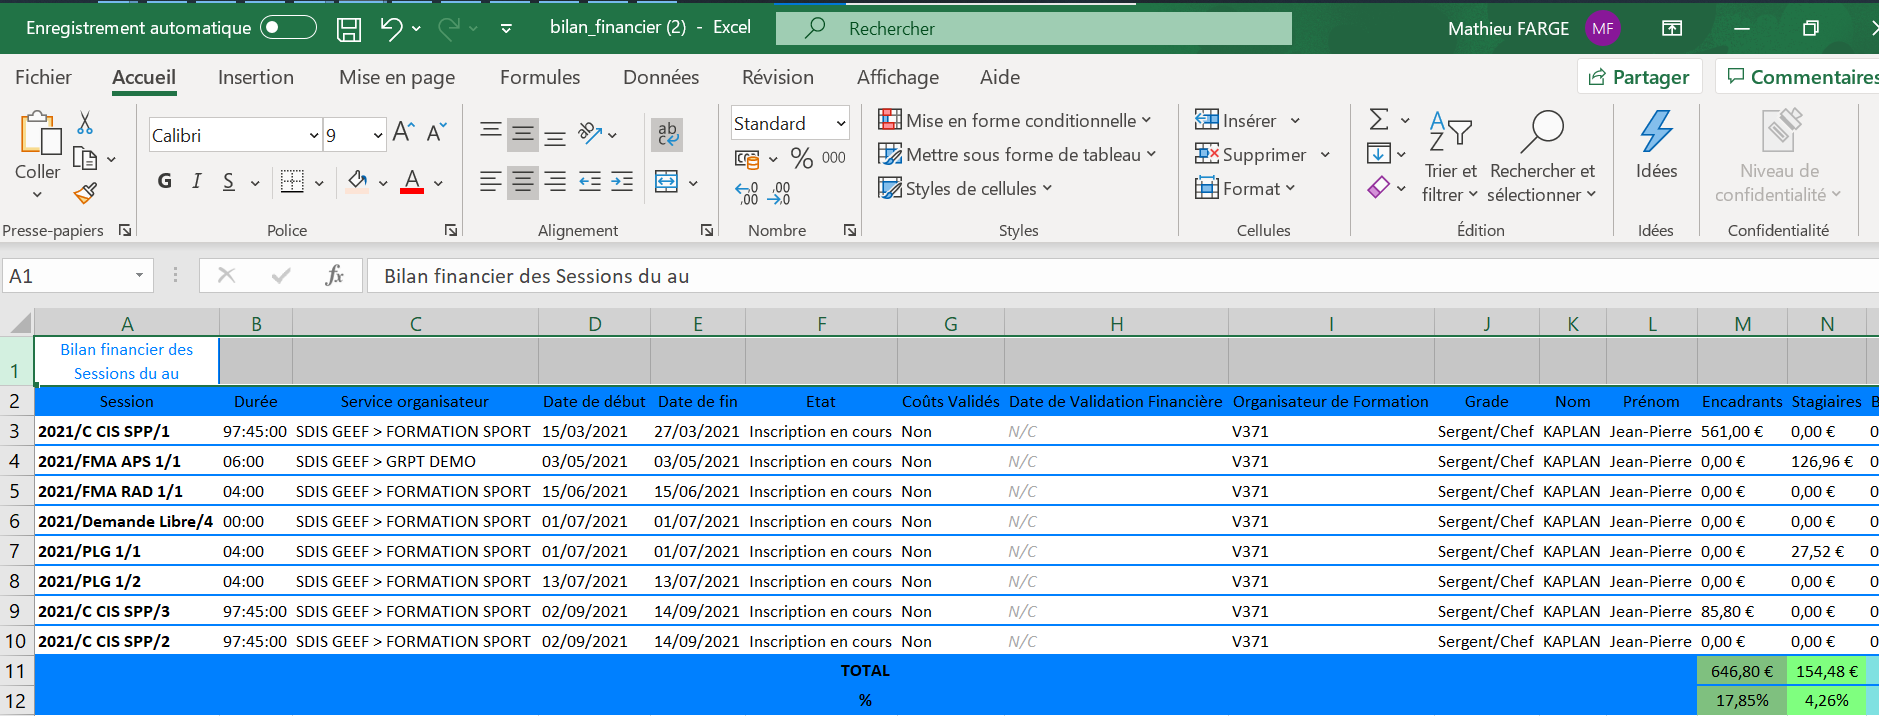 Enregistrement automatique bilan_financier (2) - Excel Rechercher Mathieu FARGE MF
Fichier Accueil Insertion Mise en page Formules Données Révision Affichage Aide Partager Commentaires
Coller
Presse-papiers
Calibri 9
G I S A
Police
ab
Alignement
Standard
% 000
Nombre
Mise en forme conditionnelle
Mettre sous forme de tableau
Styles de cellules
Styles
Insérer
Supprimer
Format
Cellules
Trier et
filtrer
Rechercher et
sélectionner
Édition
Idées
Idées
Niveau de
confidentialité
Confidentialité
A1 fx Bilan financier des Sessions du au
A B C D E F G H I J K L M N
1 Bilan financier des
Sessions du au
2 Session Durée Service organisateur Date de début Date de fin Etat Coûts Validés Date de Validation Financière Organisateur de Formation Grade Nom Prénom Encadrants Stagiaires
3 2021/C CIS SPP/1 97:45:00 SDIS GEEF > FORMATION SPORT 15/03/2021 27/03/2021 Inscription en cours Non N/C V371 Sergent/Chef KAPLAN Jean-Pierre 561,00 € 0,00 € 0
4 2021/FMA APS 1/1 06:00 SDIS GEEF > GRPT DEMO 03/05/2021 03/05/2021 Inscription en cours Non N/C V371 Sergent/Chef KAPLAN Jean-Pierre 0,00 € 126,96 € 0
5 2021/FMA RAD 1/1 04:00 SDIS GEEF > FORMATION SPORT 15/06/2021 15/06/2021 Inscription en cours Non N/C V371 Sergent/Chef KAPLAN Jean-Pierre 0,00 € 0,00 € 0
6 2021/Demande Libre/4 00:00 SDIS GEEF > FORMATION SPORT 01/07/2021 01/07/2021 Inscription en cours Non N/C V371 Sergent/Chef KAPLAN Jean-Pierre 0,00 € 0,00 € 0
7 2021/PLG 1/1 04:00 SDIS GEEF > FORMATION SPORT 01/07/2021 01/07/2021 Inscription en cours Non N/C V371 Sergent/Chef KAPLAN Jean-Pierre 0,00 € 27,52 € 0
8 2021/PLG 1/2 04:00 SDIS GEEF > FORMATION SPORT 13/07/2021 13/07/2021 Inscription en cours Non N/C V371 Sergent/Chef KAPLAN Jean-Pierre 0,00 € 0,00 € 0
9 2021/C CIS SPP/3 97:45:00 SDIS GEEF > FORMATION SPORT 02/09/2021 14/09/2021 Inscription en cours Non N/C V371 Sergent/Chef KAPLAN Jean-Pierre 85,80 € 0,00 € 0
10 2021/C CIS SPP/2 97:45:00 SDIS GEEF > FORMATION SPORT 02/09/2021 14/09/2021 Inscription en cours Non N/C V371 Sergent/Chef KAPLAN Jean-Pierre 0,00 € 0,00 € 0
11 TOTAL 646,80 € 154,48 €
12 % 17,85% 4,26%